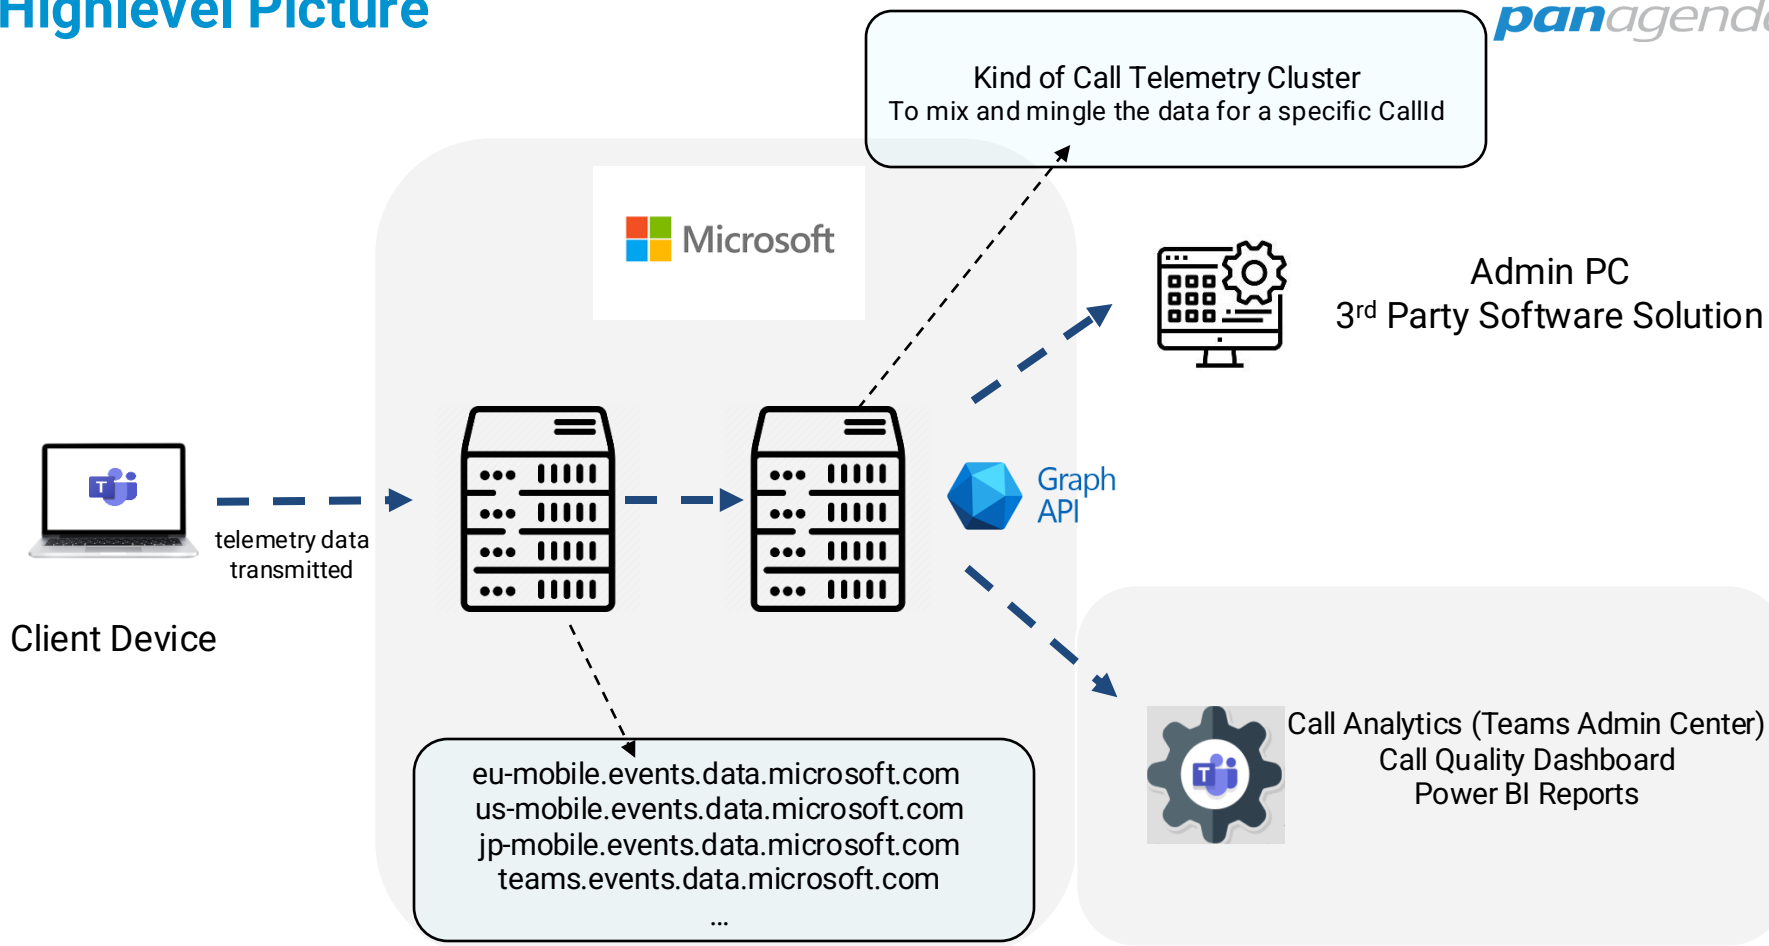 Highlevel Picture
panagenda
Kind of Call Telemetry Cluster
To mix and mingle the data for a specific CallId
Microsoft
Admin PC
3rd Party Software Solution
T
Graph
API
telemetry data
transmitted
Client Device
Call Analytics (Teams Admin Center)
Call Quality Dashboard
Power BI Reports
T
eu-mobile.events.data.microsoft.com
us-mobile.events.data.microsoft.com
jp-mobile.events.data.microsoft.com
teams.events.data.microsoft.com
...